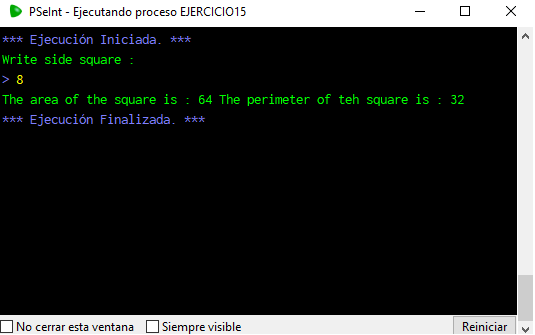 PSeInt - Ejecutando proceso EJERCICIO15
*** Ejecución Iniciada. ***
Write side square :
> 8
The area of the square is : 64 The perimeter of teh square is : 32
*** Ejecución Finalizada. ***
No cerrar esta ventana Siempre visible Reiniciar